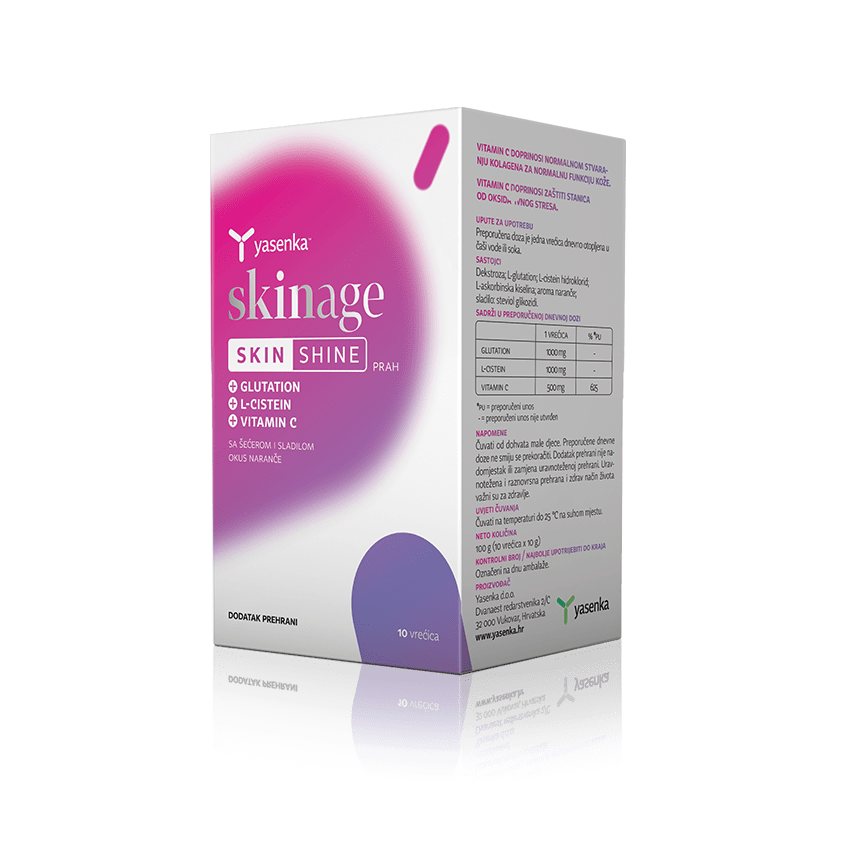 yasenka™
skinage
SKIN SHINE
PRAH
+ GLUTATION
+ L-CISTEIN
+ VITAMIN C
SA ŠEĆEROM I SLADILOM
OKUS NARANČE
DODATAK PREHRANI
10 vrećica
VITAMIN C DOPRINOSI NORMALNOM STVARA-
NJU KOLAGENA ZA NORMALNU FUNKCIJU KOŽE.
VITAMIN C DOPRINOSI ZAŠTITI STANICA
OD STRESA.
UPUTE ZA UPOTREBU
Preporučena doza je jedna vrećica dnevno otopljena u
čaši vode ili soka.
SASTOJCI
Dekstroza; L-glutation; L-cistein hidroklorid;
L-askorbinska kiselina; aroma naranče;
sladilo: steviol glikozidi.
SADRŽI U PREPORUČENOJ DNEVNOJ DOZI
1 VREĆICA % *PU
GLUTATION 1000 mg -
L-CISTEIN 1000 mg -
VITAMIN C 500 mg 625
*PU = preporučeni unos
- = preporučeni unos nije utvrđen
NAPOMENE
Čuvati od dohvata male djece. Preporučene dnevne
doze ne smiju se prekoračiti. Dodatak prehrani nije na-
domjestak ili zamjena uravnoteženoj prehrani. Urav-
notežena i raznovrsna prehrana i zdrav način života
važni su za zdravlje.
UVJETI ČUVANJA
Čuvati na temperaturi do 25 °C na suhom mjestu.
NETO KOLIČINA
100 g (10 vrećica x 10 g)
KONTROLNI BROJ / NAJBOLJE UPOTRIJEBITI DO KRAJA
Označeni na dnu ambalaže.
PROIZVOĐAČ
Yasenka d.o.o.
Dvanaest redarstvenika 2/C
32 000 Vukovar, Hrvatska
www.yasenka.hr
yasenka